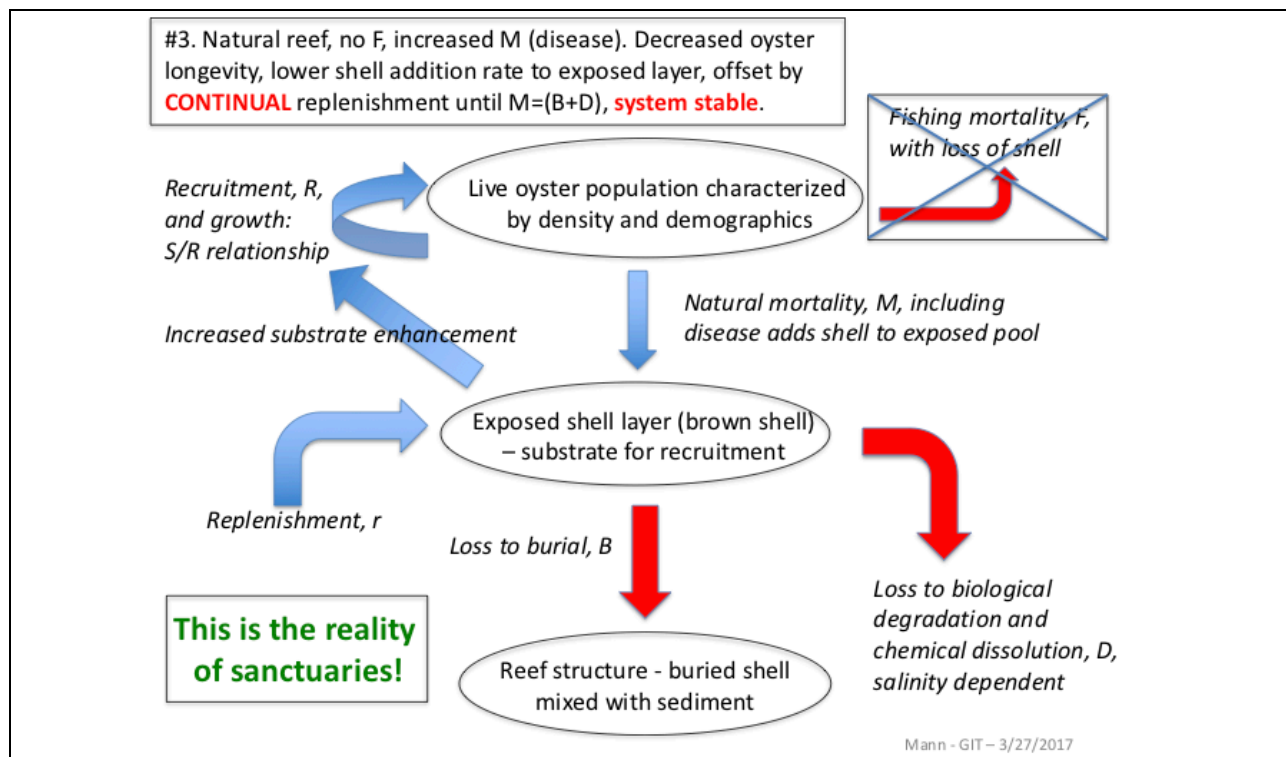 #3. Natural reef, no F, increased M (disease). Decreased oyster
longevity, lower shell addition rate to exposed layer, offset by
CONTINUAL replenishment until M=(B+D), system stable.
Fishing mortality, F,
with loss of shell
Recruitment, R,
and growth:
S/R relationship
Live oyster population characterized
by density and demographics
Increased substrate enhancement
Natural mortality, M, including
disease adds shell to exposed pool
Exposed shell layer (brown shell)
– substrate for recruitment
Replenishment, r
Loss to burial, B
Loss to biological
degradation and
chemical dissolution, D,
salinity dependent
This is the reality
of sanctuaries!
Reef structure - buried shell
mixed with sediment
Mann - GIT – 3/27/2017